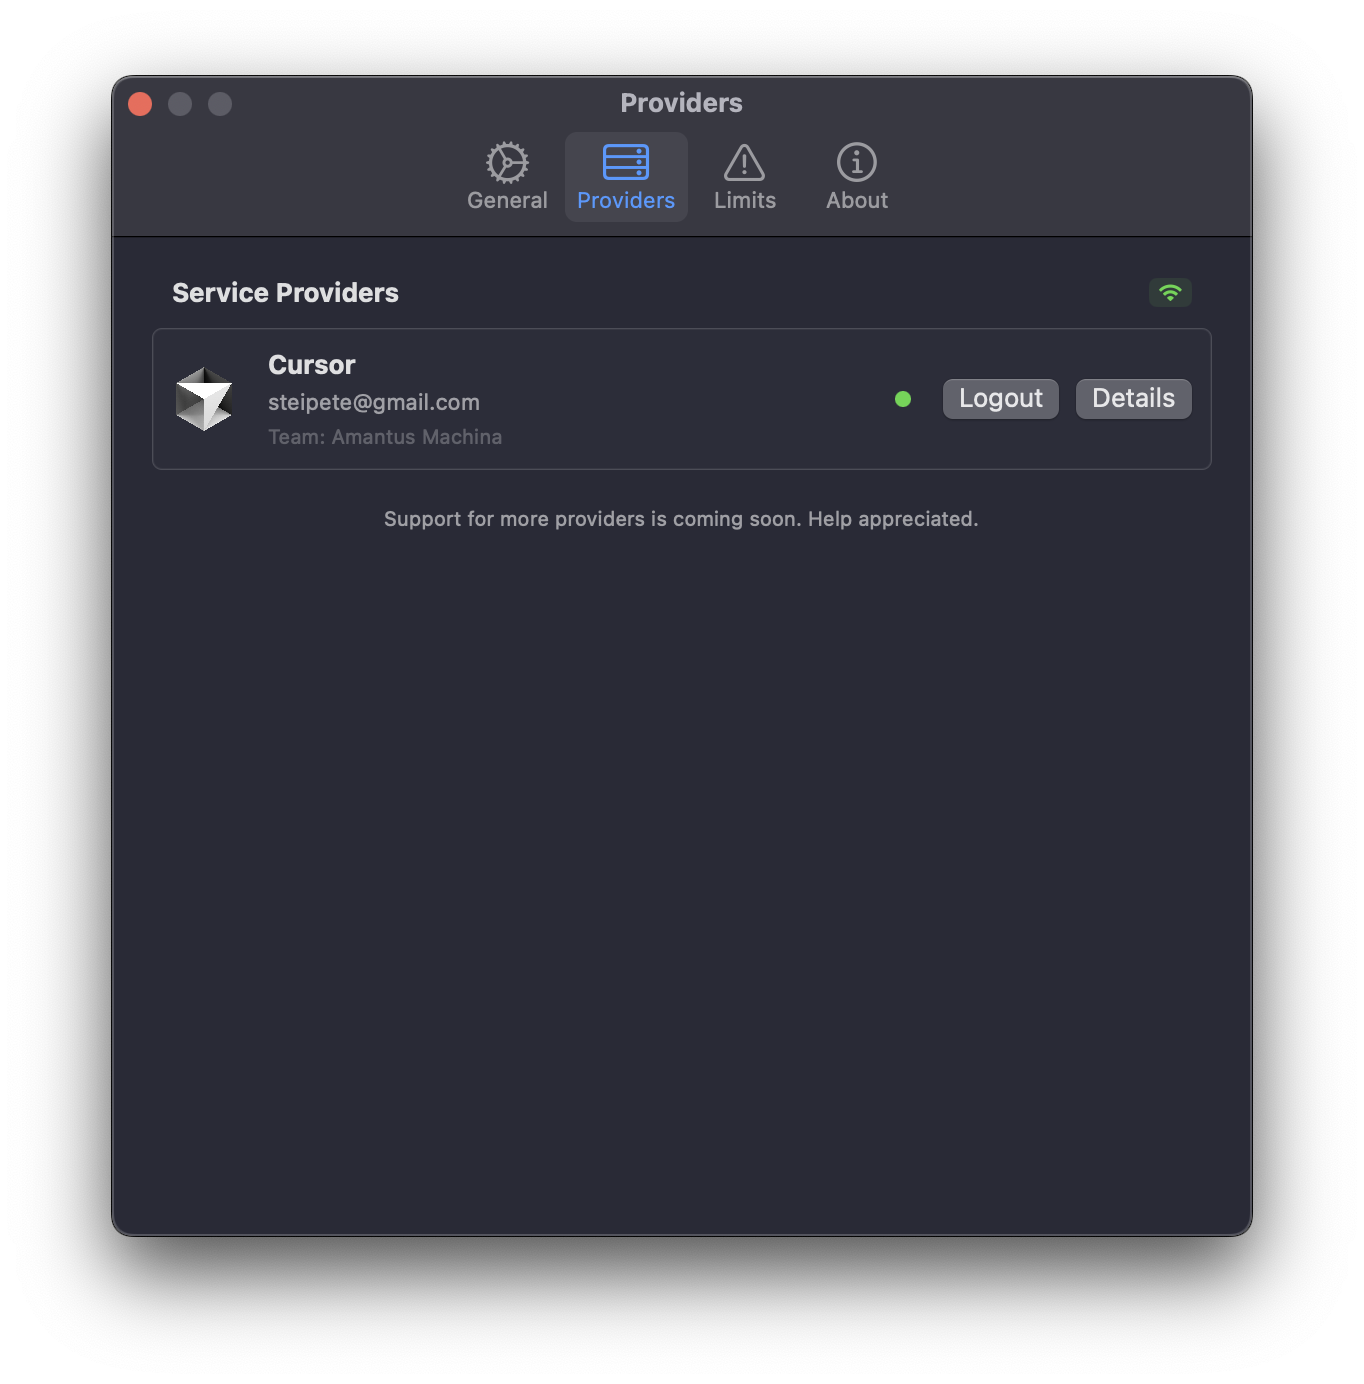 Providers
General Providers Limits About
Service Providers
Cursor
steipete@gmail.com
Team: Amantus Machina
Logout Details
Support for more providers is coming soon. Help appreciated.